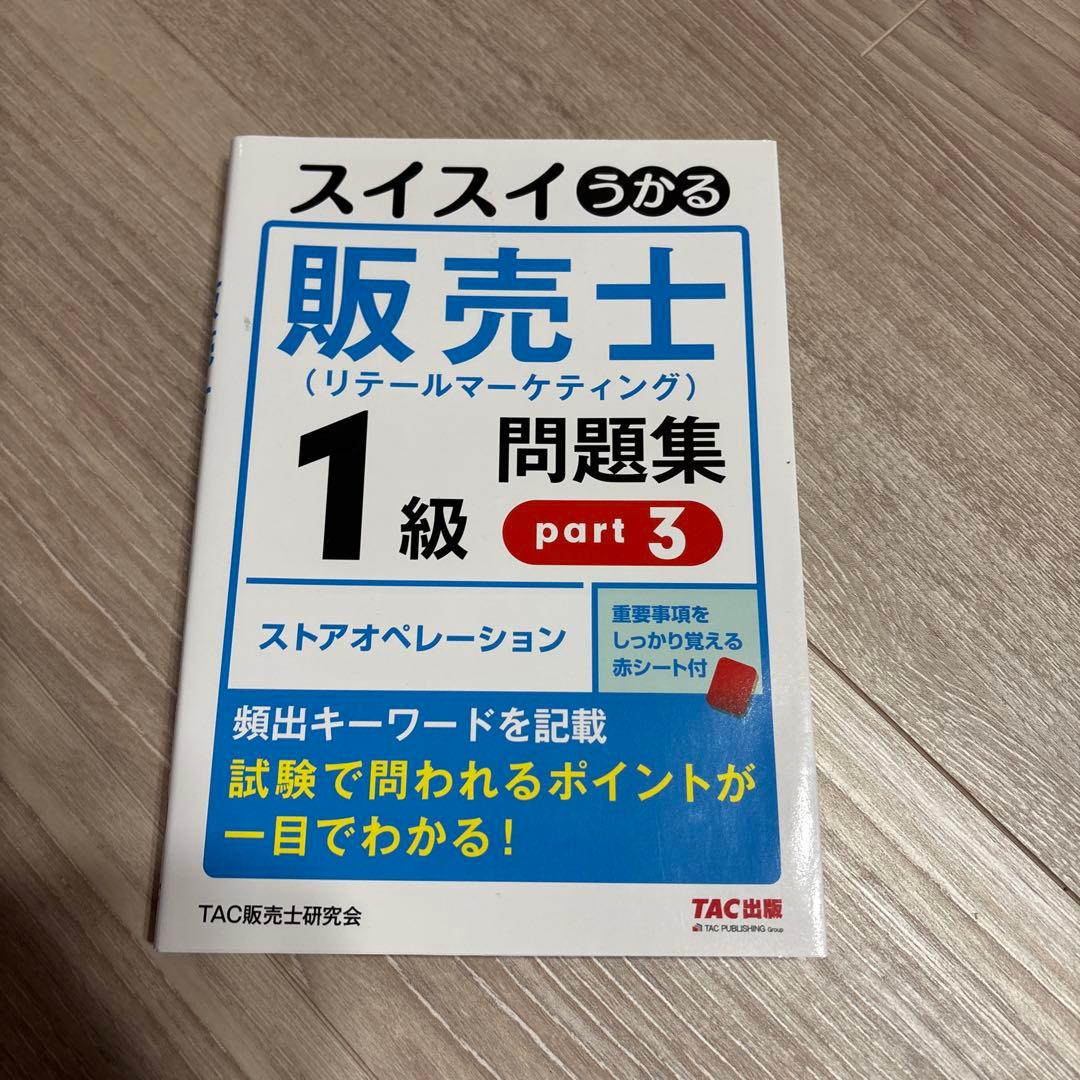 スイスイうかる
販売士
(リテールマーケティング)
1級
問題集
part 3
ストアオペレーション
重要事項を
しっかり覚える
赤シート付
頻出キーワードを記載
試験で問われるポイントが
一目でわかる!
TAC販売士研究会
TAC出版
TAC PUBLISHING Group